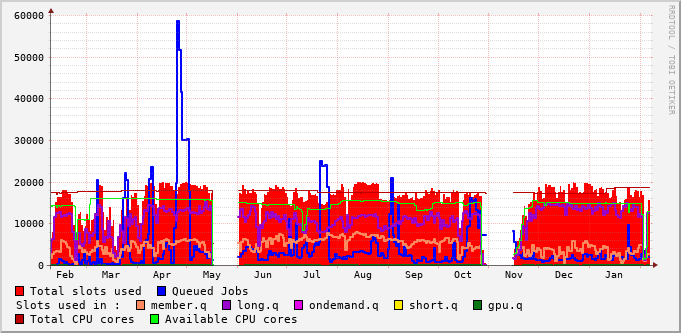 60000
50000
40000
30000
20000
10000
0
Feb Mar Apr May Jun Jul Aug Sep Oct Nov Dec Jan
Total slots used Queued Jobs
Slots used in : member.q long.q ondemand.q short.q gpu.q
Total CPU cores Available CPU cores
RRDTOOL / TOBI OETIKER